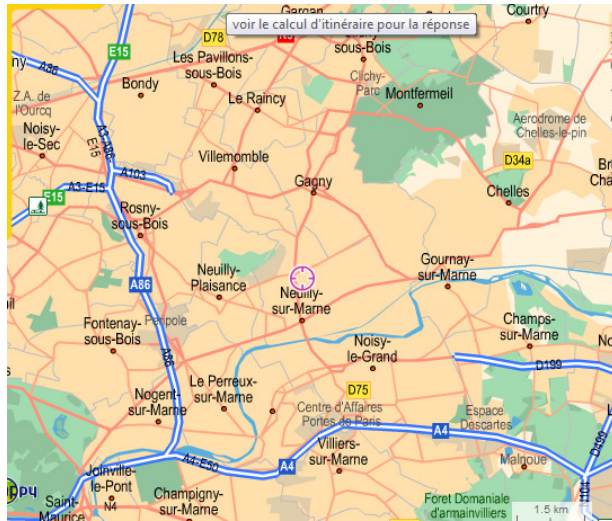 voir le calcul d'itinéraire pour la réponse
Courtry
D78
E15
Les Pavillons-
sous-Bois
sous-Bois
A86
Bondy
Clichy-
Parc
Montfermeil
Le Raincy
Z.A. de
l'Ourcq
Noisy-
le-Sec
A3-A86
E15
Aerodrome de
Chelles-le-pin
Villemomble
D34a
A103
A3-E15
E15
Gagny
Chelles
Rosny-
sous-Bois
A86
Neuilly-
Plaisance
Gournay-
sur-Marne
Neuilly-
sur-Marne
Peripole
Fontenay-
sous-Bois
A86
Champs-
sur-Marne
Noisy-
le-Grand
D199
Nogent-
sur-Marne
Le Perreux-
sur-Marne
D75
Centre d'Affaires
Portes de Paris
Espace
Descartes
A4
D499
Villiers-
sur-Marne
A4-E50
A4
Malnoue
Joinville-
le-Pont
N4
Saint-
Maurice
Champigny-
sur-Marne
Foret Domaniale
d'armainvilliers
1.5 km